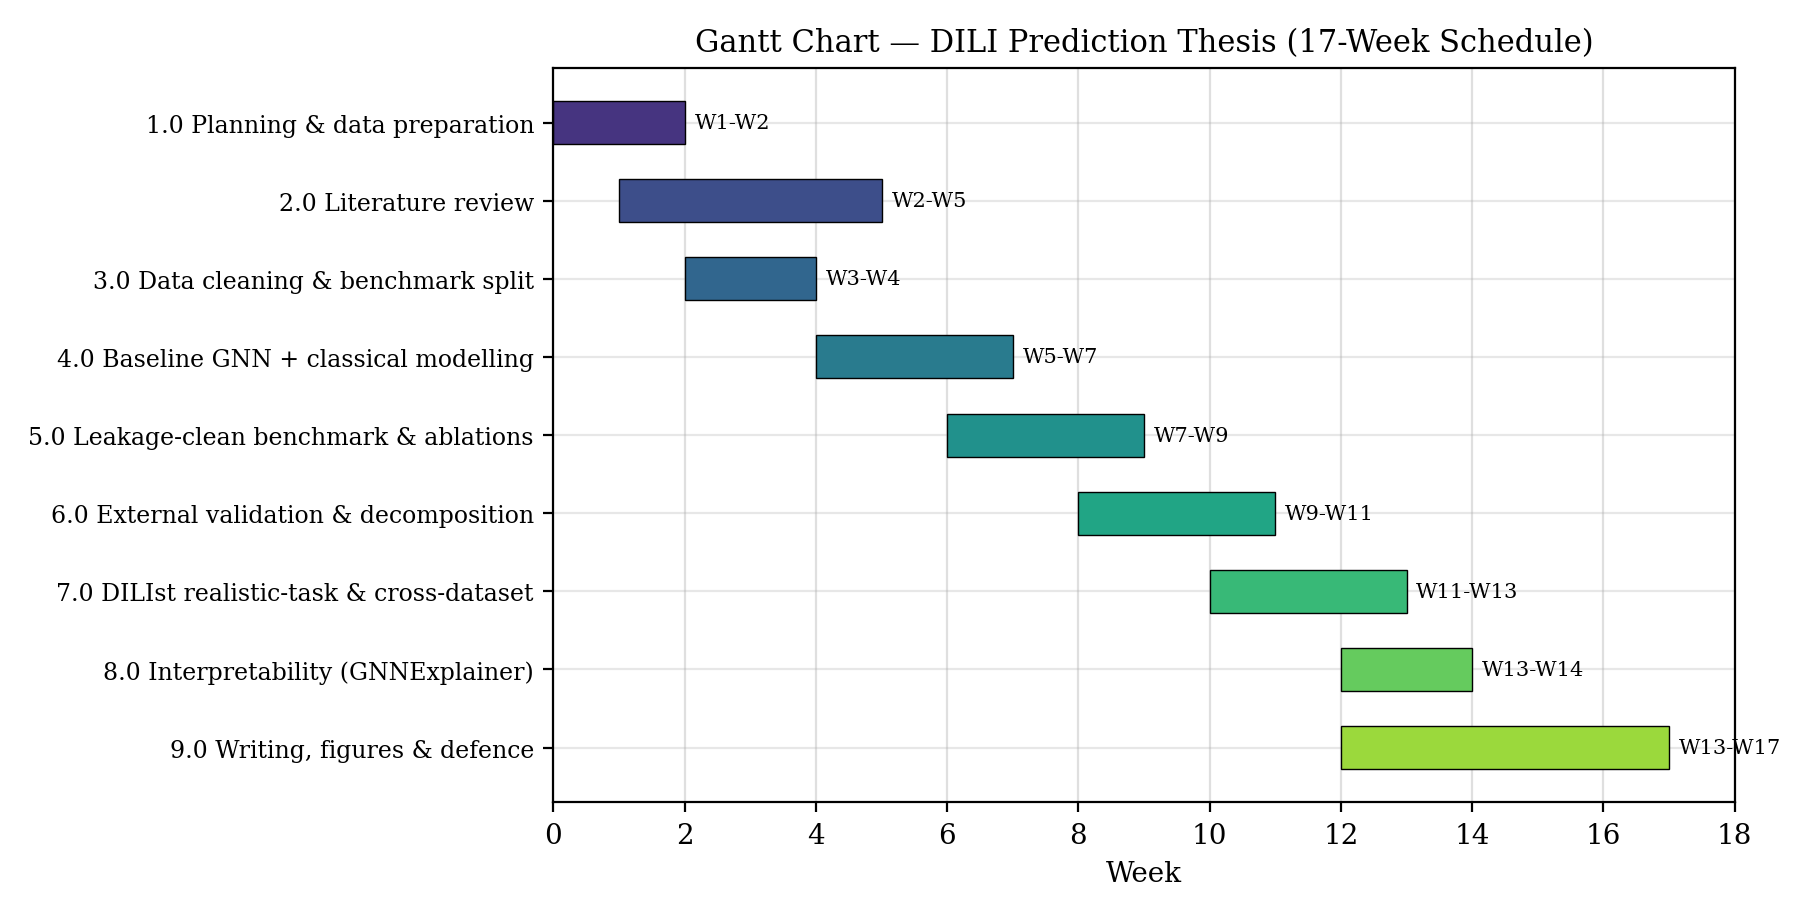 Gantt Chart — DILI Prediction Thesis (17-Week Schedule)
1.0 Planning & data preparation
W1-W2
2.0 Literature review
W2-W5
3.0 Data cleaning & benchmark split
W3-W4
4.0 Baseline GNN + classical modelling
W5-W7
5.0 Leakage-clean benchmark & ablations
W7-W9
6.0 External validation & decomposition
W9-W11
7.0 DILIst realistic-task & cross-dataset
W11-W13
8.0 Interpretability (GNNExplainer)
W13-W14
9.0 Writing, figures & defence
W13-W17
0 2 4 6 8 10 12 14 16 18
Week